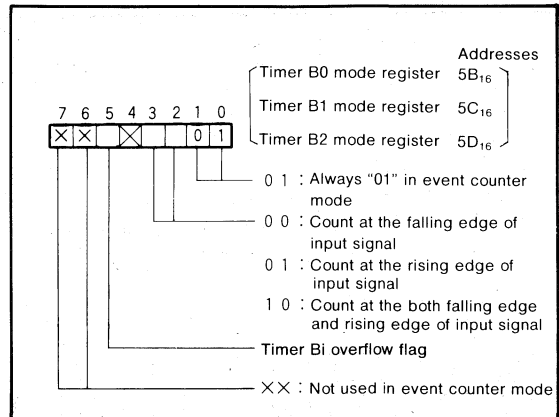 Addresses
Timer B0 mode register 5B₁₆
Timer B1 mode register 5C₁₆
Timer B2 mode register 5D₁₆
7 6 5 4 3 2 1 0
× × × 0 1
0 1 : Always "01" in event counter
mode
0 0 : Count at the falling edge of
input signal
0 1 : Count at the rising edge of
input signal
1 0 : Count at the both falling edge
and rising edge of input signal
Timer Bi overflow flag
×× : Not used in event counter mode